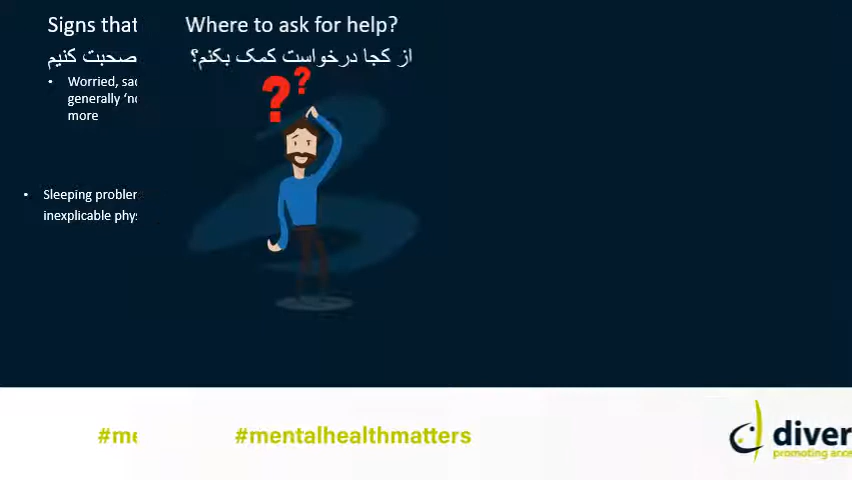 Signs that
صحبت کنیم
• Worried, sad
generally ‘no
more
• Sleeping problem
inexplicable phys
#me
Where to ask for help?
از کجا درخواست کمک بکنم؟
? ?
#mentalhealthmatters
diver
promoting ance